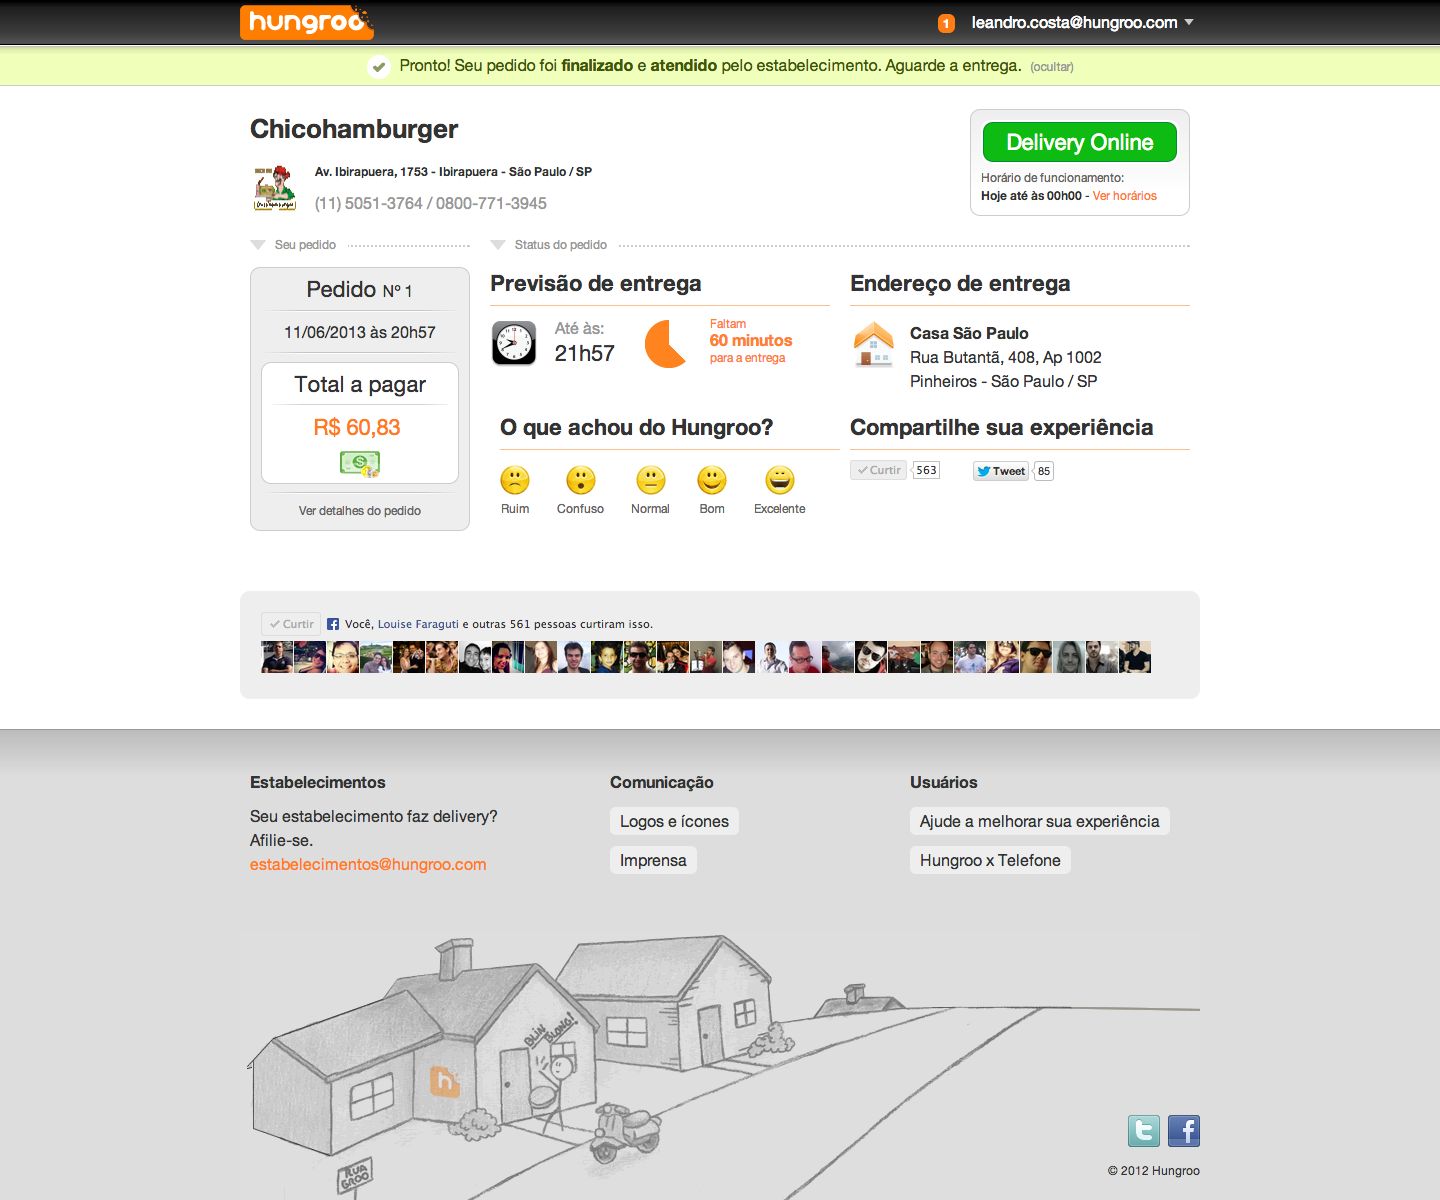 hungroo
1 leandro.costa@hungroo.com
Pronto! Seu pedido foi finalizado e atendido pelo estabelecimento. Aguarde a entrega. (ocultar)
Chicohamburger
Av. Ibirapuera, 1753 - Ibirapuera - São Paulo / SP
(11) 5051-3764 / 0800-771-3945
Delivery Online
Horário de funcionamento:
Hoje até às 00h00 - Ver horários
Seu pedido
Pedido Nº 1
11/06/2013 às 20h57
Total a pagar
R$ 60,83
Ver detalhes do pedido
Status do pedido
Previsão de entrega
Até às:
21h57
Faltam
60 minutos
para a entrega
Endereço de entrega
Casa São Paulo
Rua Butantã, 408, Ap 1002
Pinheiros - São Paulo / SP
O que achou do Hungroo?
Ruim Confuso Normal Bom Excelente
Compartilhe sua experiência
Curtir 563 Tweet 85
Curtir Você, Louise Faraguti e outras 561 pessoas curtiram isso.
Estabelecimentos
Seu estabelecimento faz delivery?
Afilie-se.
estabelecimentos@hungroo.com
Comunicação
Logos e ícones
Imprensa
Usuários
Ajude a melhorar sua experiência
Hungroo x Telefone
BLIN
BLONG!
h
RUA
GROO
© 2012 Hungroo